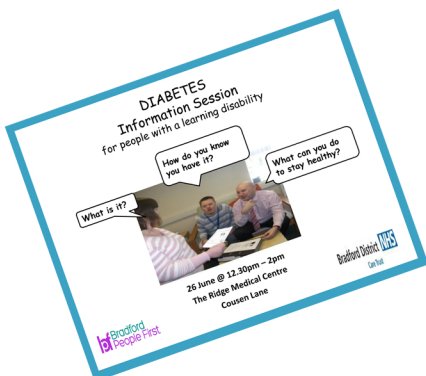 DIABETES
Information Session
for people with a learning disability
How do you know
you have it?
What can you do
to stay healthy?
What is it?
26 June @ 12.30pm – 2pm
The Ridge Medical Centre
Cousen Lane
bf Bradford
People First
Bradford District NHS
Care Trust